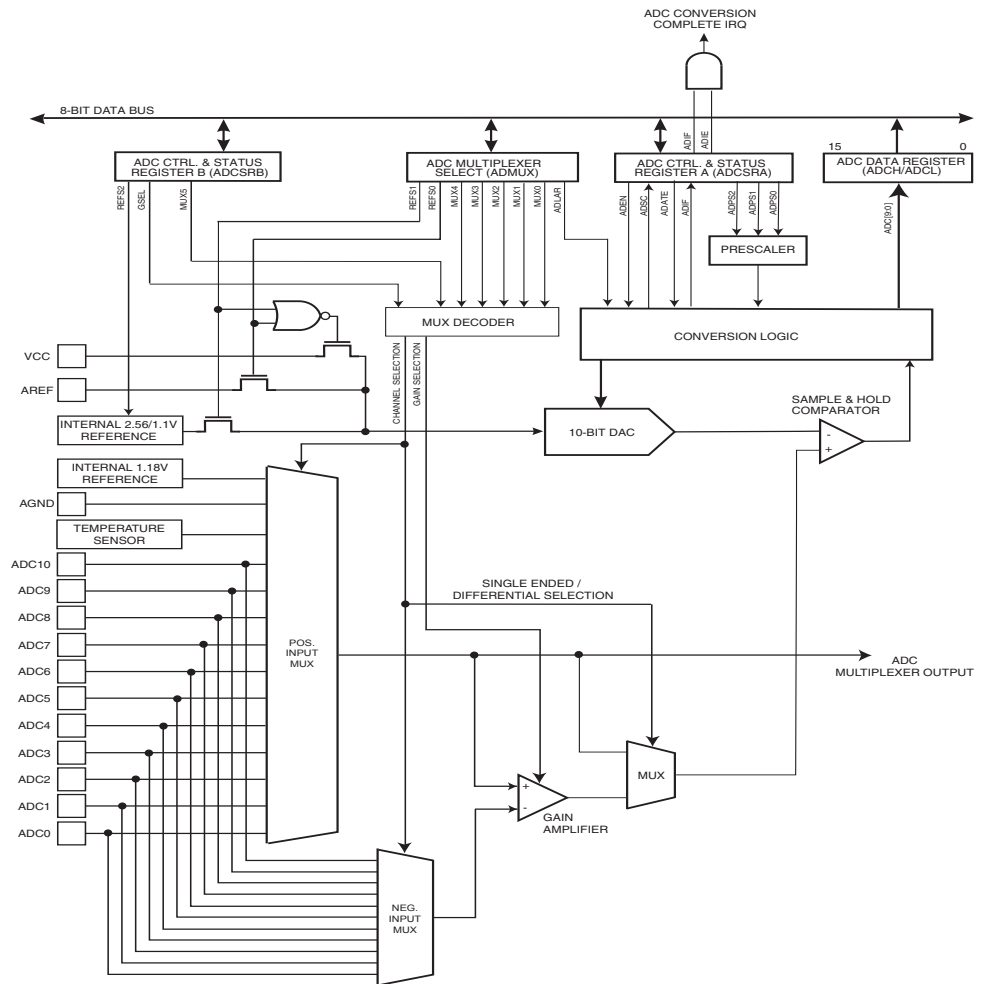 ADC CONVERSION
COMPLETE IRQ
8-BIT DATA BUS
ADIF
ADIE
15
0
ADC CTRL. & STATUS
REGISTER B (ADCSRB)
ADC MULTIPLEXER
SELECT (ADMUX)
ADC CTRL. & STATUS
REGISTER A (ADCSRA)
ADC DATA REGISTER
(ADCH/ADCL)
REFS2
GSEL
MUX5
REFS1
REFS0
MUX4
MUX3
MUX2
MUX1
MUX0
ADLAR
ADEN
ADSC
ADATE
ADIF
ADPS2
ADPS1
ADPS0
ADC[9:0]
PRESCALER
MUX DECODER
CONVERSION LOGIC
VCC
AREF
CHANNEL SELECTION
GAIN SELECTION
INTERNAL 2.56/1.1V
REFERENCE
10-BIT DAC
SAMPLE & HOLD
COMPARATOR
-
+
INTERNAL 1.18V
REFERENCE
AGND
TEMPERATURE
SENSOR
ADC10
ADC9
ADC8
ADC7
ADC6
ADC5
ADC4
ADC3
ADC2
ADC1
ADC0
POS.
INPUT
MUX
SINGLE ENDED /
DIFFERENTIAL SELECTION
ADC
MULTIPLEXER OUTPUT
MUX
+
-
GAIN
AMPLIFIER
NEG.
INPUT
MUX